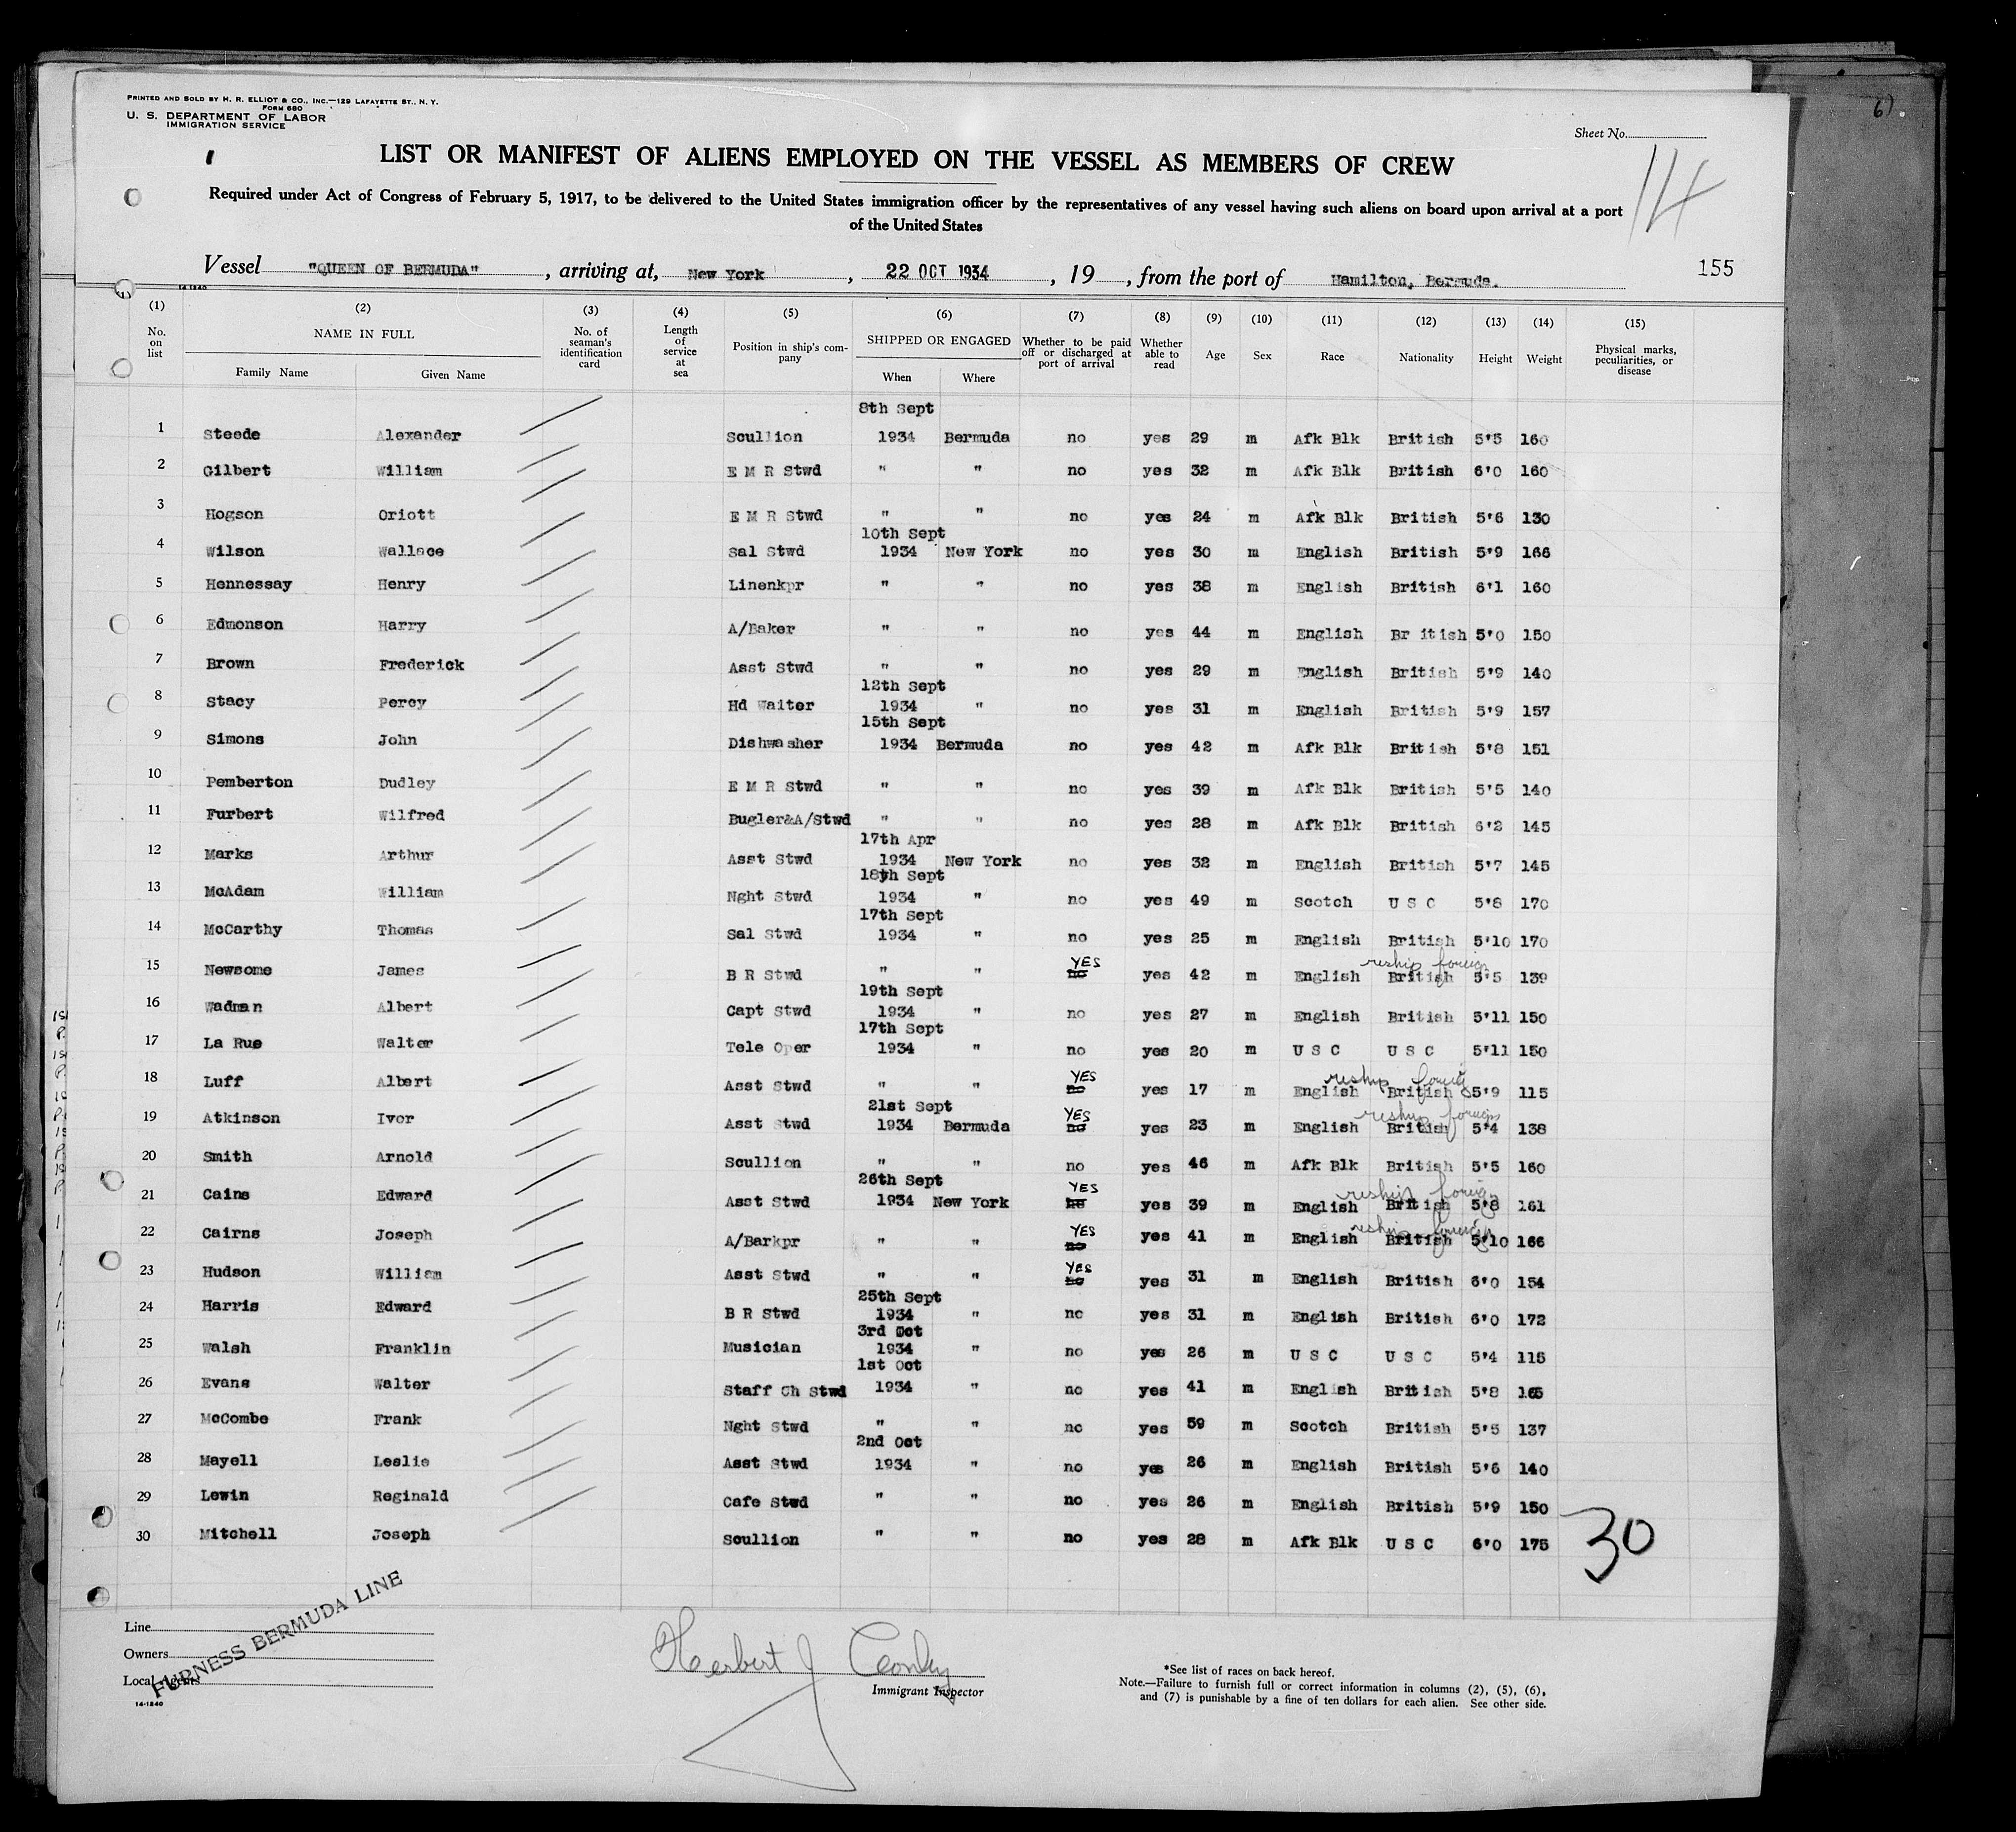 PRINTED AND SOLD BY H. R. ELLIOT & CO., INC.—129 LAFAYETTE ST., N. Y.
FORM 680
U. S. DEPARTMENT OF LABOR
IMMIGRATION SERVICE
Sheet No.
14
LIST OR MANIFEST OF ALIENS EMPLOYED ON THE VESSEL AS MEMBERS OF CREW
Required under Act of Congress of February 5, 1917, to be delivered to the United States immigration officer by the representatives of any vessel having such aliens on board upon arrival at a port
of the United States
Vessel "QUEEN OF BERMUDA", arriving at, New York, 22 OCT 1934, 19, from the port of Hamilton, Bermuda. 155
14-1240
(1) (2) (3) (4) (5) (6) (7) (8) (9) (10) (11) (12) (13) (14) (15)
No. on list NAME IN FULL No. of seaman's identification card Length of service at sea Position in ship's company SHIPPED OR ENGAGED Whether to be paid off or discharged at port of arrival Whether able to read Age Sex Race Nationality Height Weight Physical marks, peculiarities, or disease
Family Name Given Name When Where
8th Sept
1 Steede Alexander Scullion 1934 Bermuda no yes 29 m Afk Blk British 5'5 160
2 Gilbert William E M R Stwd " " no yes 32 m Afk Blk British 6'0 160
3 Hogson Oriott E M R Stwd " " no yes 24 m Afk Blk British 5'6 130
10th Sept
4 Wilson Wallace Sal Stwd 1934 New York no yes 30 m English British 5'9 166
5 Hennessay Henry Linenkpr " " no yes 38 m English British 6'1 160
6 Edmonson Harry A/Baker " " no yes 44 m English Br itish 5'0 150
7 Brown Frederick Asst Stwd " " no yes 29 m English British 5'9 140
12th Sept
8 Stacy Percy Hd Waiter 1934 " no yes 31 m English British 5'9 157
15th Sept
9 Simons John Dishwasher 1934 Bermuda no yes 42 m Afk Blk British 5'8 151
10 Pemberton Dudley E M R Stwd " " no yes 39 m Afk Blk British 5'5 140
11 Furbert Wilfred Bugler&A/Stwd " " no yes 28 m Afk Blk British 6'2 145
17th Apr
12 Marks Arthur Asst Stwd 1934 New York no yes 32 m English British 5'7 145
18th Sept
13 McAdam William Nght Stwd 1934 " no yes 49 m Scotch U S C 5'8 170
17th Sept
14 McCarthy Thomas Sal Stwd 1934 " no yes 25 m English British 5'10 170
YES reship foreign
15 Newsome James B R Stwd " " no yes 42 m English British 5'5 139
19th Sept
16 Wadman Albert Capt Stwd 1934 " no yes 27 m English British 5'11 150
17th Sept
17 La Rue Walter Tele Oper 1934 " no yes 20 m U S C U S C 5'11 150
YES reship foreig
18 Luff Albert Asst Stwd " " no yes 17 m English British 5'9 115
21st Sept YES reship foreign
19 Atkinson Ivor Asst Stwd 1934 Bermuda no yes 23 m English British 5'4 138
20 Smith Arnold Scullion " " no yes 46 m Afk Blk British 5'5 160
26th Sept YES reship foreign
21 Cains Edward Asst Stwd 1934 New York no yes 39 m English British 5'8 161
YES reship foreign
22 Cairns Joseph A/Barkpr " " no yes 41 m English British 5'10 166
YES
23 Hudson William Asst Stwd " " no yes 31 m English British 6'0 154
25th Sept
24 Harris Edward B R Stwd 1934 " no yes 31 m English British 6'0 172
3rd Oct
25 Walsh Franklin Musician 1934 " no yes 26 m U S C U S C 5'4 115
1st Oct
26 Evans Walter Staff Ch Stwd 1934 " no yes 41 m English British 5'8 165
27 McCombe Frank Nght Stwd " " no yes 59 m Scotch British 5'5 137
2nd Oct
28 Mayell Leslie Asst Stwd 1934 " no yes 26 m English British 5'6 140
29 Lewin Reginald Cafe Stwd " " no yes 26 m English British 5'9 150
30 Mitchell Joseph Scullion " " no yes 28 m Afk Blk U S C 6'0 175
30
Line
Owners
Local Agents
FURNESS BERMUDA LINE
14-1240
Herbert J
Immigrant Inspector
*See list of races on back hereof.
Note.—Failure to furnish full or correct information in columns (2), (5), (6),
and (7) is punishable by a fine of ten dollars for each alien. See other side.